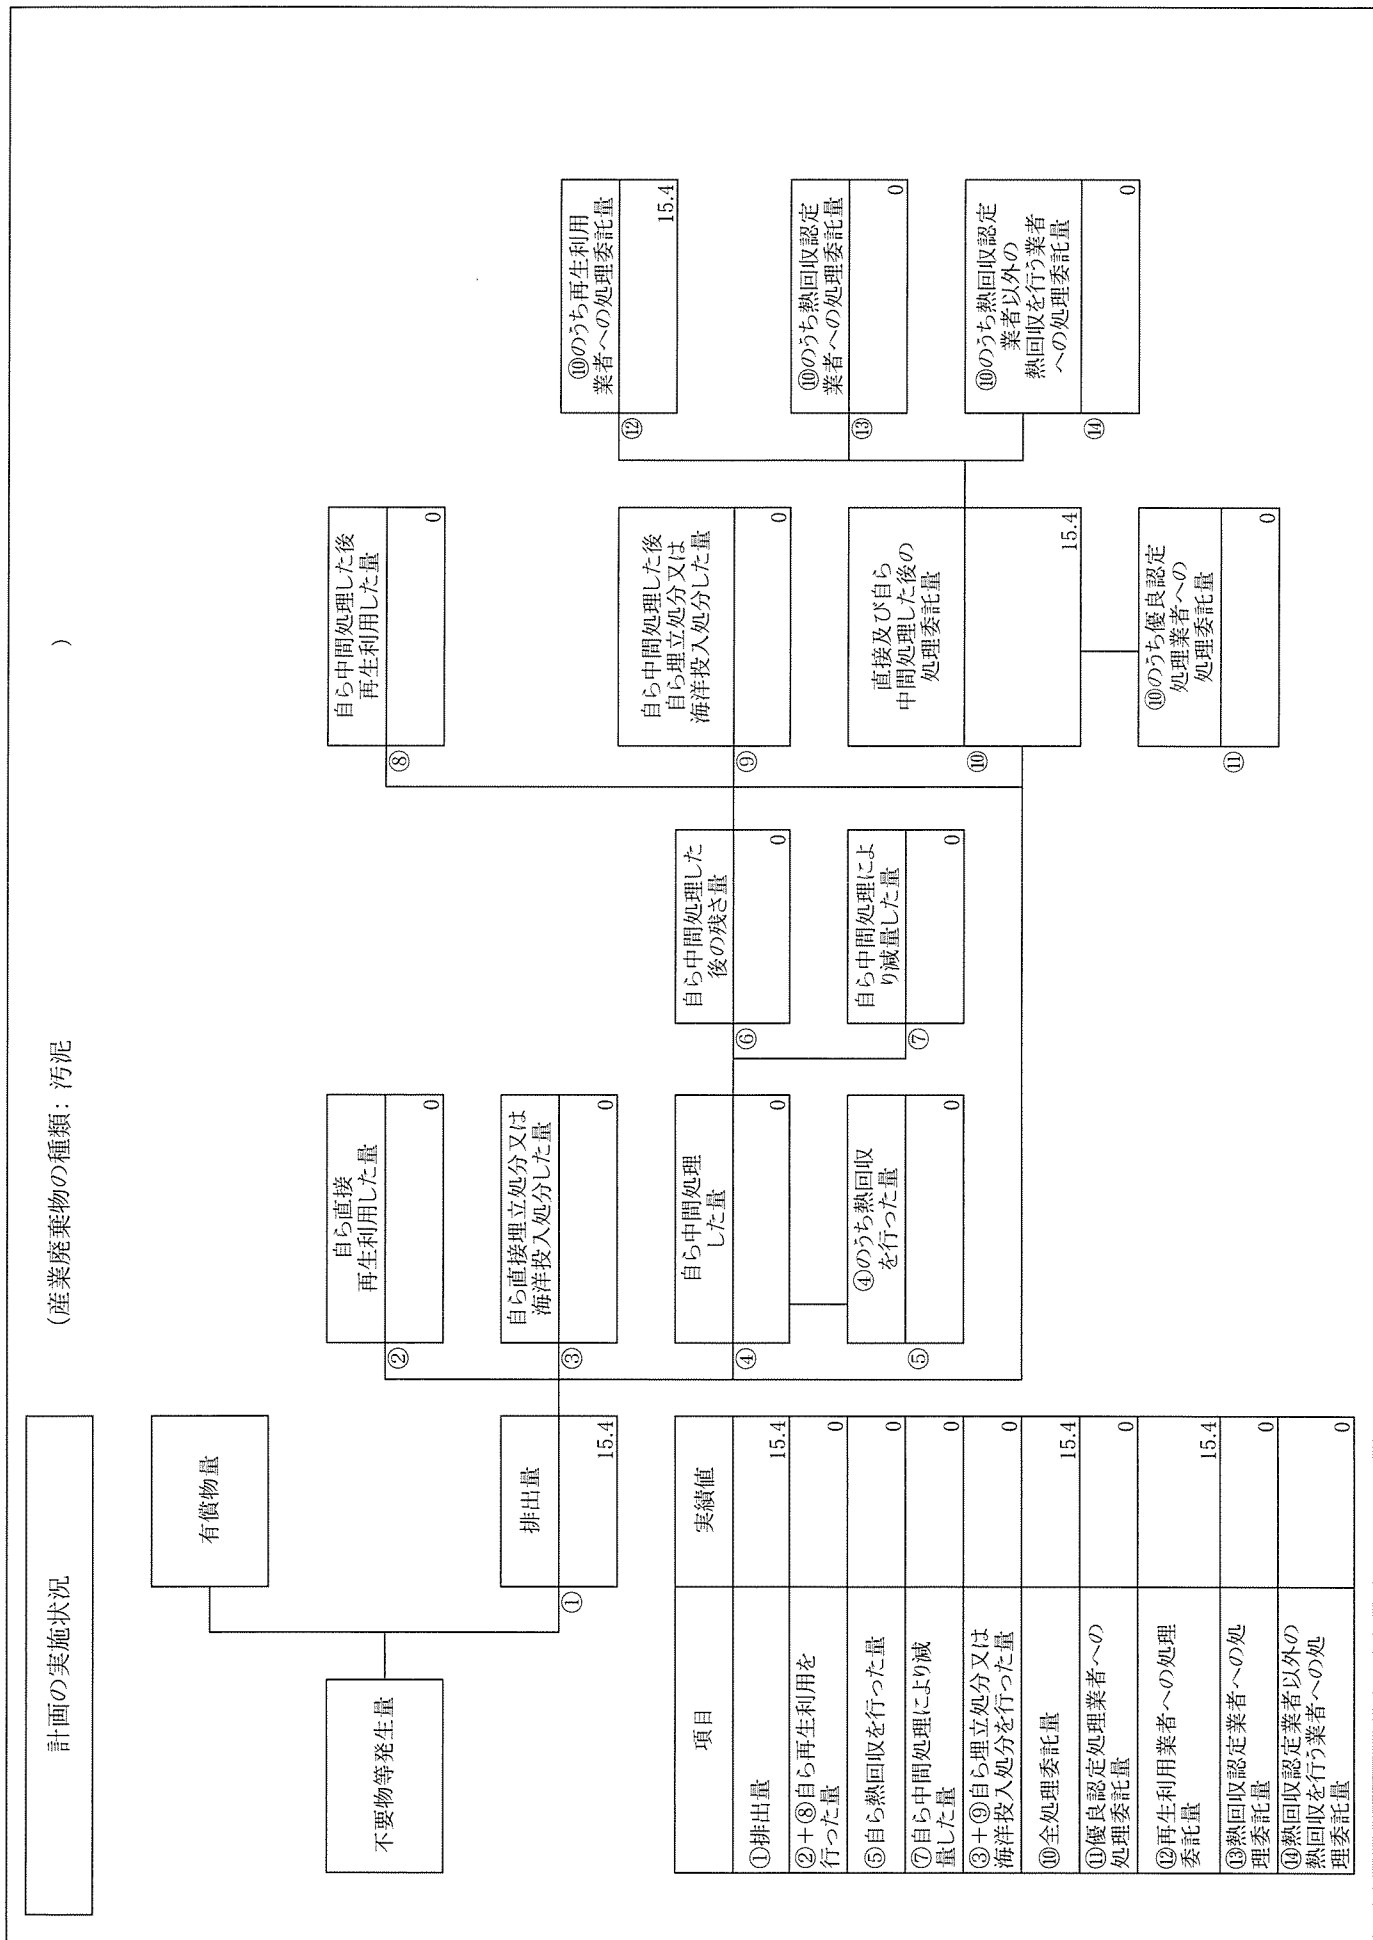 計画の実施状況
(産業廃棄物の種類: 汚泥
)
不要物等発生量
有償物量
①
排出量
15.4
②
自ら直接
再生利用した量
0
③
自ら直接埋立処分又は
海洋投入処分した量
0
④
自ら中間処理
した量
0
⑤
④のうち熱回収
を行った量
0
⑥
自ら中間処理した
後の残さ量
0
⑦
自ら中間処理によ
り減量した量
0
⑧
自ら中間処理した後
再生利用した量
0
⑨
自ら中間処理した後
自ら埋立処分又は
海洋投入処分した量
0
⑩
直接及び自ら
中間処理した後の
処理委託量
15.4
⑪
⑩のうち優良認定
処理業者への
処理委託量
0
⑫
⑩のうち再生利用
業者への処理委託量
15.4
⑬
⑩のうち熱回収認定
業者への処理委託量
0
⑭
⑩のうち熱回収認定
業者以外の
熱回収を行う業者
への処理委託量
0
項目 実績値
①排出量 15.4
②+⑧自ら再生利用を
行った量 0
⑤自ら熱回収を行った量 0
⑦自ら中間処理により減
量した量 0
③+⑨自ら埋立処分又は
海洋投入処分を行った量 0
⑩全処理委託量 15.4
⑪優良認定処理業者への
処理委託量 0
⑫再生利用業者への処理
委託量 15.4
⑬熱回収認定業者への処
理委託量 0
⑭熱回収認定業者以外の
熱回収を行う業者への処
理委託量 0